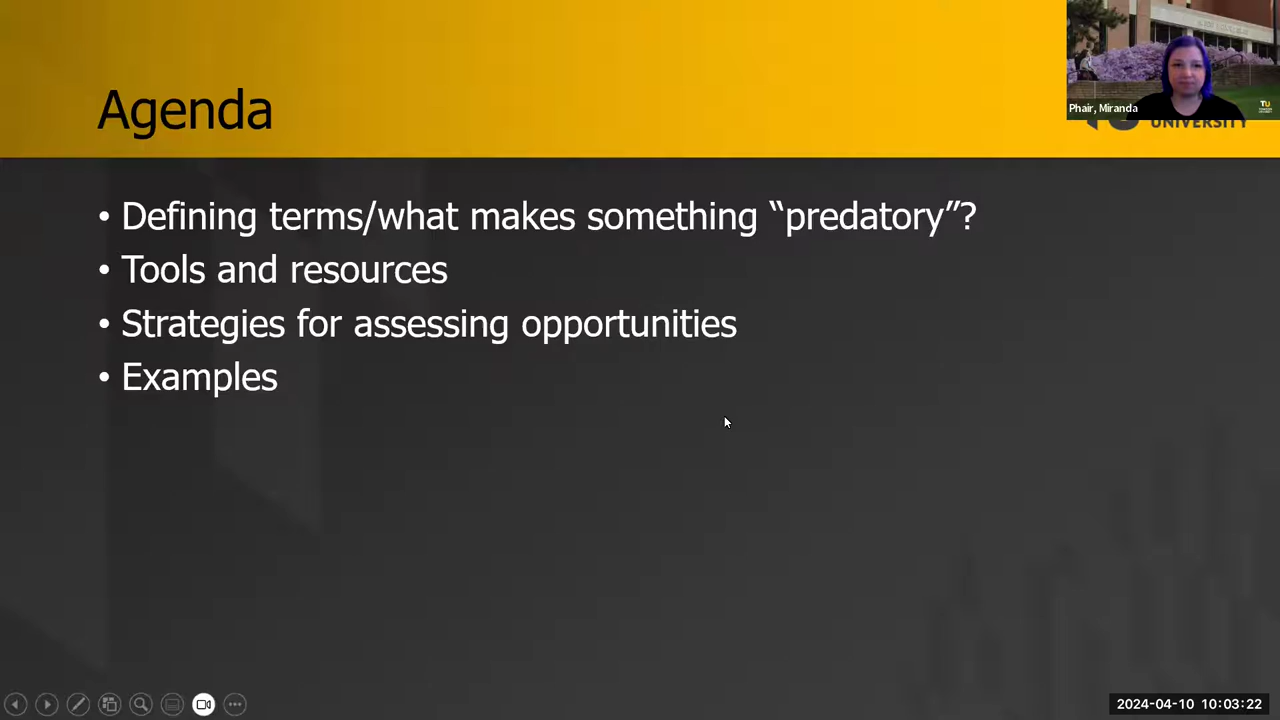 Agenda
Phair, Miranda
TU
UNIVERSITY
• Defining terms/what makes something “predatory”?
• Tools and resources
• Strategies for assessing opportunities
• Examples
2024-04-10 10:03:22